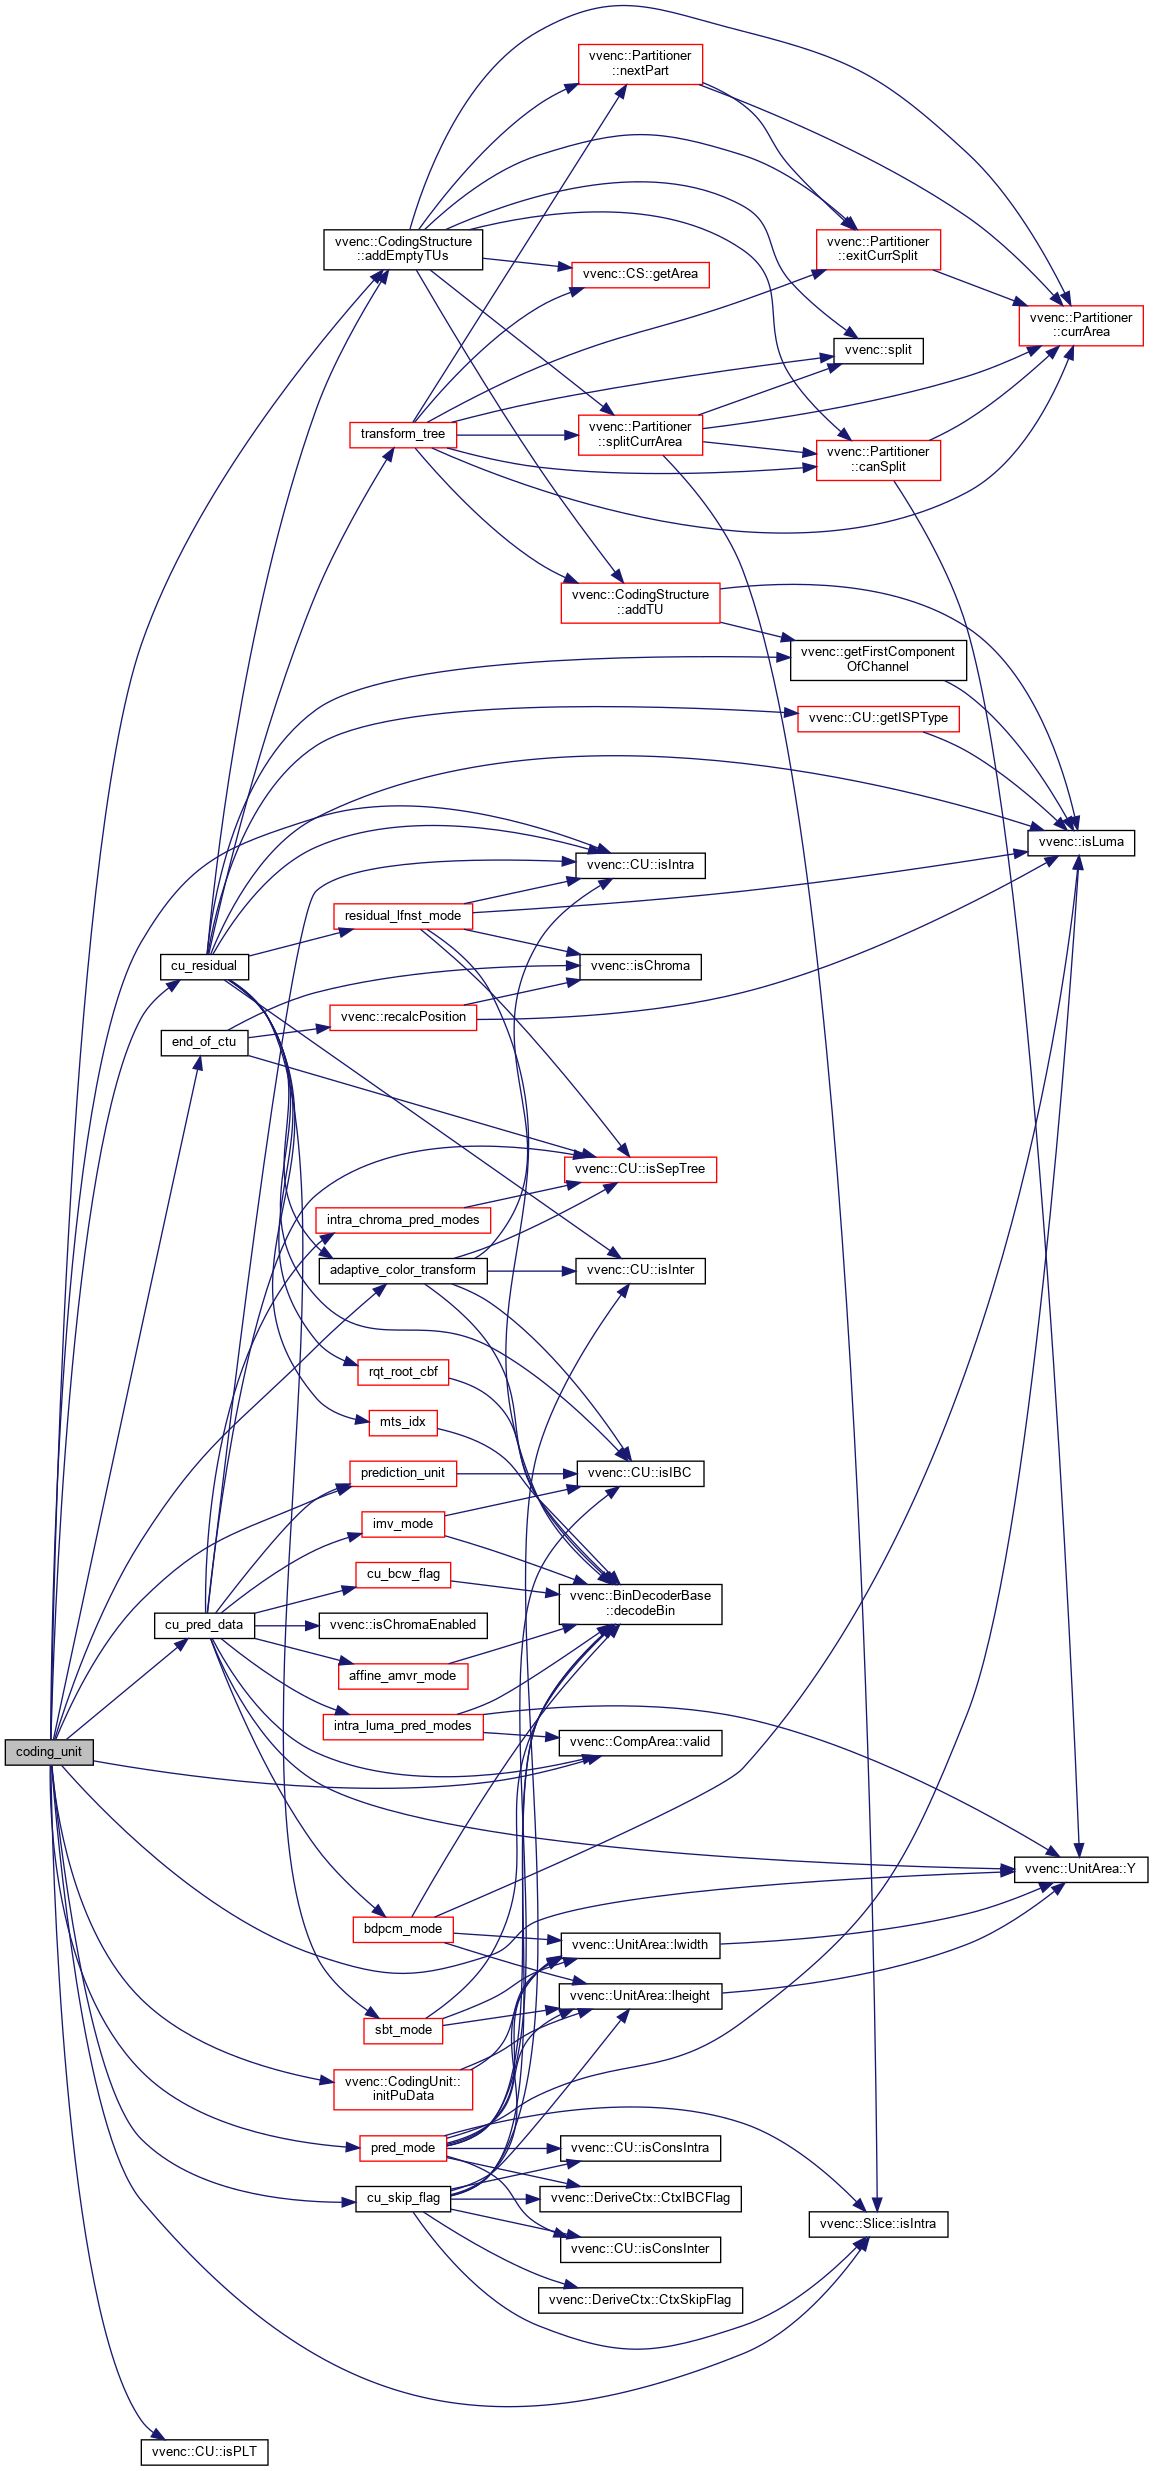 vvenc::Partitioner
::nextPart
vvenc::CodingStructure
::addEmptyTUs
vvenc::Partitioner
::exitCurrSplit
vvenc::CS::getArea
vvenc::Partitioner
::currArea
vvenc::split
transform_tree
vvenc::Partitioner
::splitCurrArea
vvenc::Partitioner
::canSplit
vvenc::CodingStructure
::addTU
vvenc::getFirstComponent
OfChannel
vvenc::CU::getISPType
vvenc::isLuma
vvenc::CU::isIntra
residual_lfnst_mode
cu_residual
vvenc::isChroma
vvenc::recalcPosition
end_of_ctu
vvenc::CU::isSepTree
intra_chroma_pred_modes
adaptive_color_transform
vvenc::CU::isInter
rqt_root_cbf
mts_idx
prediction_unit
vvenc::CU::isIBC
imv_mode
cu_bcw_flag
vvenc::BinDecoderBase
::decodeBin
cu_pred_data
vvenc::isChromaEnabled
affine_amvr_mode
intra_luma_pred_modes
vvenc::CompArea::valid
coding_unit
vvenc::UnitArea::Y
bdpcm_mode
vvenc::UnitArea::lwidth
vvenc::UnitArea::lheight
sbt_mode
vvenc::CodingUnit::
initPuData
pred_mode
vvenc::CU::isConsIntra
cu_skip_flag
vvenc::DeriveCtx::CtxIBCFlag
vvenc::Slice::isIntra
vvenc::CU::isConsInter
vvenc::DeriveCtx::CtxSkipFlag
vvenc::CU::isPLT